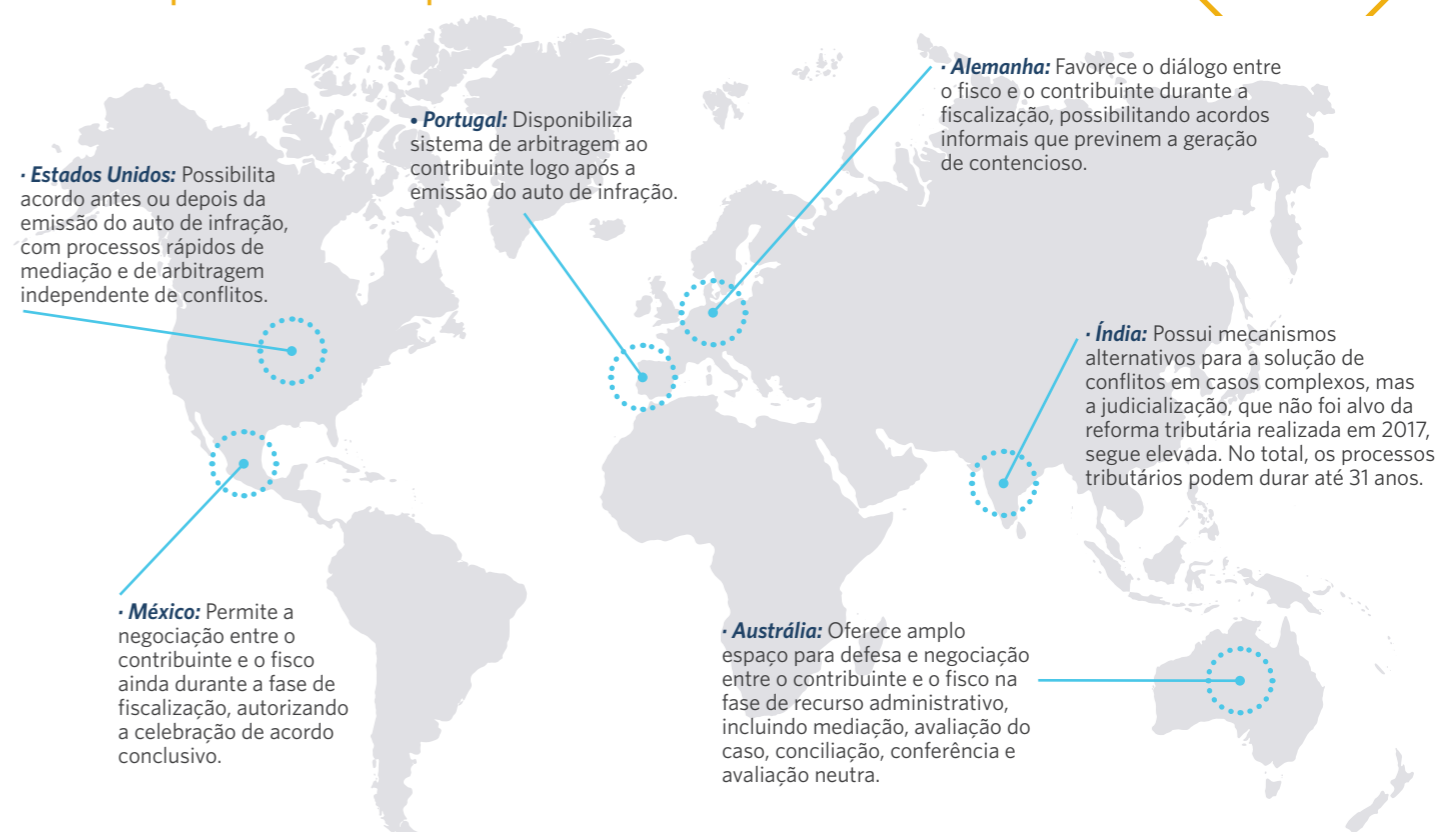 · Alemanha: Favorece o diálogo entre
o fisco e o contribuinte durante a
fiscalização, possibilitando acordos
informais que previnem a geração
de contencioso.
• Portugal: Disponibiliza
sistema de arbitragem ao
contribuinte logo após a
emissão do auto de infração.
· Estados Unidos: Possibilita
acordo antes ou depois da
emissão do auto de infração,
com processos rápidos de
mediação e de arbitragem
independente de conflitos.
· Índia: Possui mecanismos
alternativos para a solução de
conflitos em casos complexos, mas
a judicialização, que não foi alvo da
reforma tributária realizada em 2017,
segue elevada. No total, os processos
tributários podem durar até 31 anos.
· México: Permite a
negociação entre o
contribuinte e o fisco
ainda durante a fase de
fiscalização, autorizando
a celebração de acordo
conclusivo.
· Austrália: Oferece amplo
espaço para defesa e negociação
entre o contribuinte e o fisco na
fase de recurso administrativo,
incluindo mediação, avaliação do
caso, conciliação, conferência e
avaliação neutra.